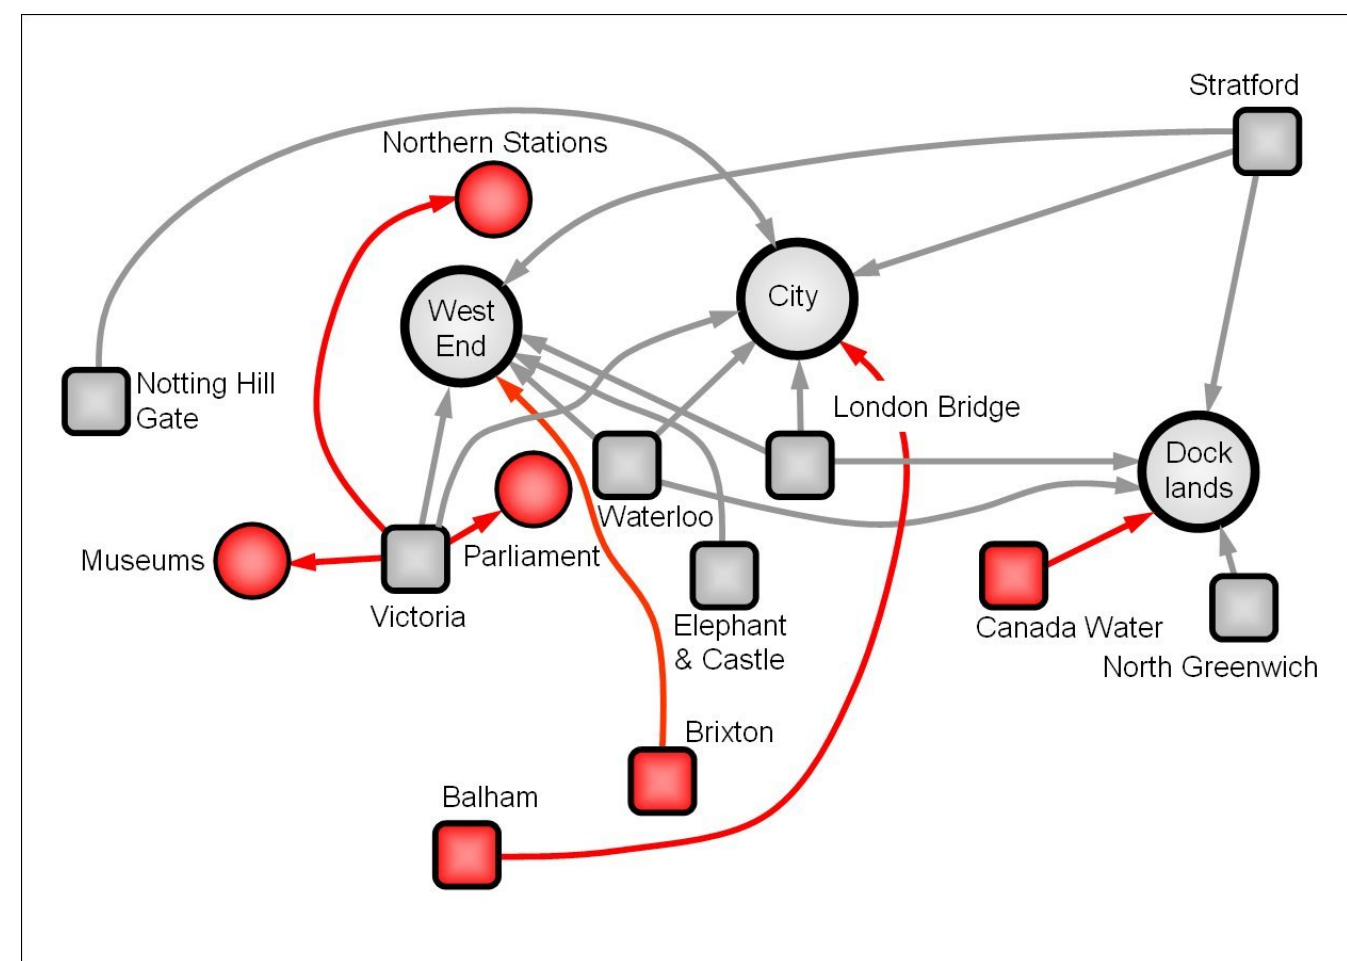 Stratford
Northern Stations
City
West
End
Notting Hill
Gate
London Bridge
Dock
lands
Waterloo
Museums
Parliament
Victoria
Elephant
& Castle
Canada Water
North Greenwich
Brixton
Balham